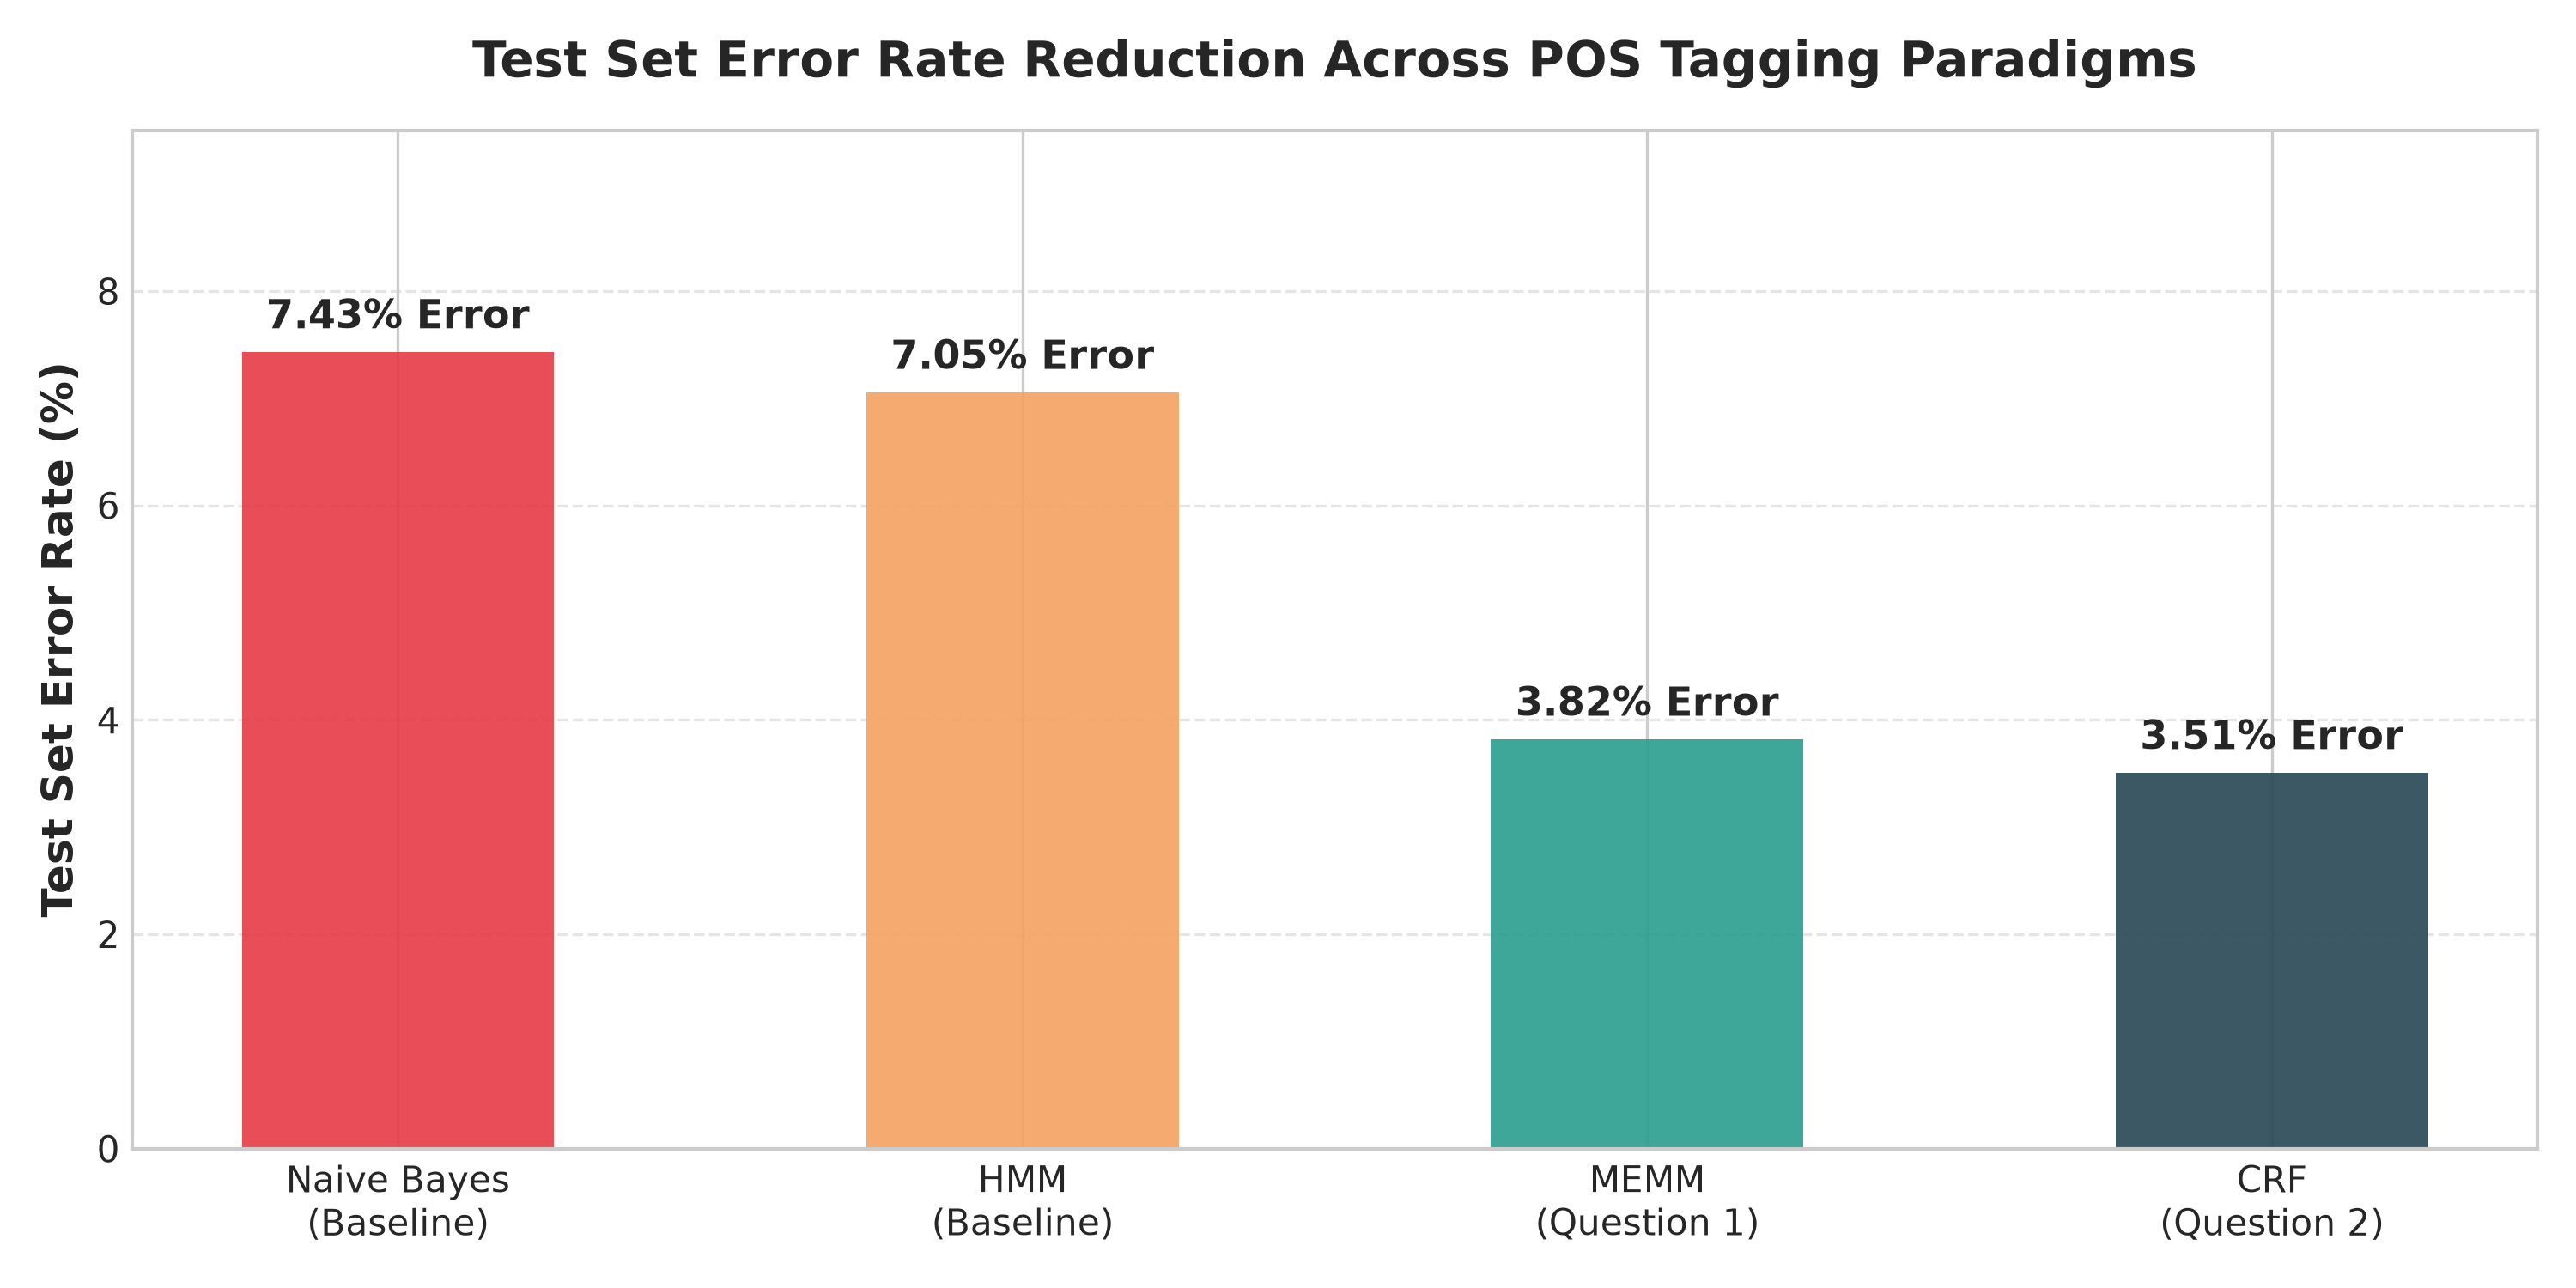 Test Set Error Rate Reduction Across POS Tagging Paradigms
Test Set Error Rate (%)
8
6
4
2
0
7.43% Error
7.05% Error
3.82% Error
3.51% Error
Naive Bayes
(Baseline)
HMM
(Baseline)
MEMM
(Question 1)
CRF
(Question 2)